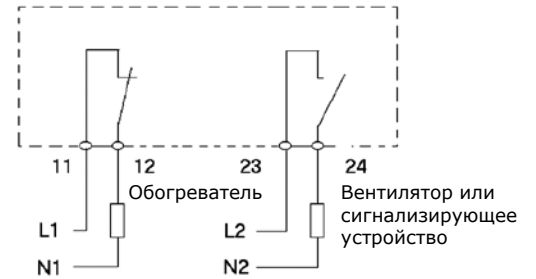 11 12 23 24
Обогреватель
Вентилятор или
сигнализирующее
устройство
L1 L2
N1 N2